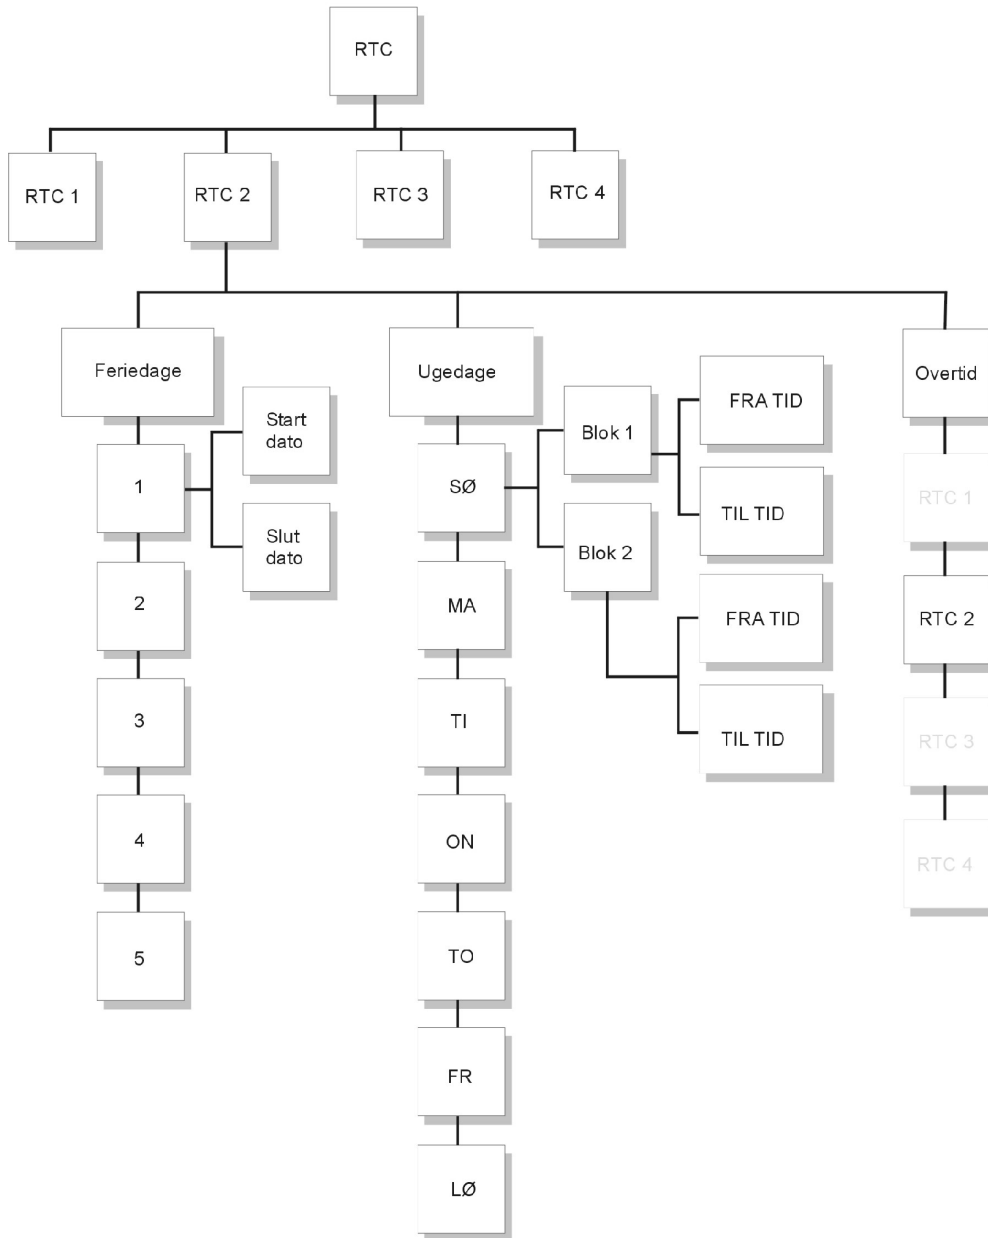 RTC
RTC 1
RTC 2
RTC 3
RTC 4
Feriedage
Ugedage
Overtid
1
Start
dato
Slut
dato
2
3
4
5
SØ
Blok 1
FRA TID
TIL TID
Blok 2
FRA TID
TIL TID
MA
TI
ON
TO
FR
LØ
RTC 1
RTC 2
RTC 3
RTC 4